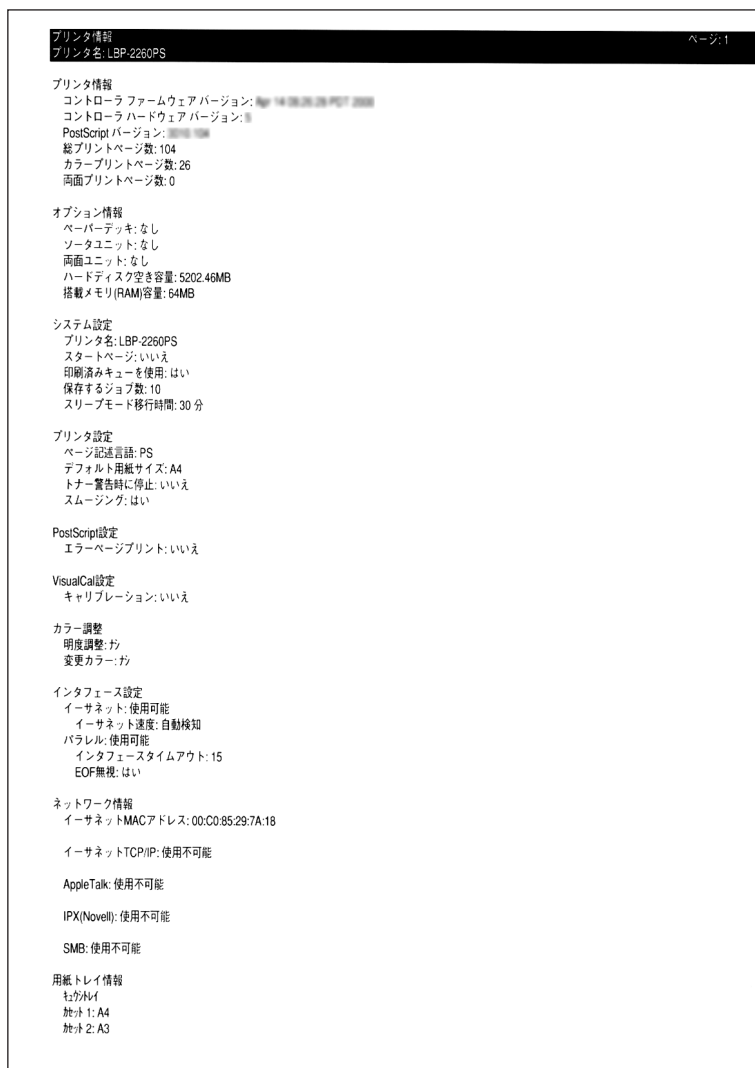 プリンタ情報 ページ: 1
プリンタ名: LBP-2260PS
プリンタ情報
コントローラ ファームウェア バージョン:
コントローラ ハードウェア バージョン:
PostScript バージョン:
総プリントページ数: 104
カラープリントページ数: 26
両面プリントページ数: 0
オプション情報
ペーパーデッキ: なし
ソータユニット: なし
両面ユニット: なし
ハードディスク空き容量: 5202.46MB
搭載メモリ(RAM)容量: 64MB
システム設定
プリンタ名: LBP-2260PS
スタートページ: いいえ
印刷済みキューを使用: はい
保存するジョブ数: 10
スリープモード移行時間: 30 分
プリンタ設定
ページ記述言語: PS
デフォルト用紙サイズ: A4
トナー警告時に停止: いいえ
スムージング: はい
PostScript設定
エラーページプリント: いいえ
VisualCal設定
キャリブレーション: いいえ
カラー調整
明度調整: ﾅｼ
変更カラー: ﾅｼ
インタフェース設定
イーサネット: 使用可能
イーサネット速度: 自動検知
パラレル: 使用可能
インタフェースタイムアウト: 15
EOF無視: はい
ネットワーク情報
イーサネットMACアドレス: 00:C0:85:29:7A:18
イーサネットTCP/IP: 使用不可能
AppleTalk: 使用不可能
IPX(Novell): 使用不可能
SMB: 使用不可能
用紙トレイ情報
ｷｭｳｼﾄﾚｲ
ｶｾｯﾄ 1: A4
ｶｾｯﾄ 2: A3